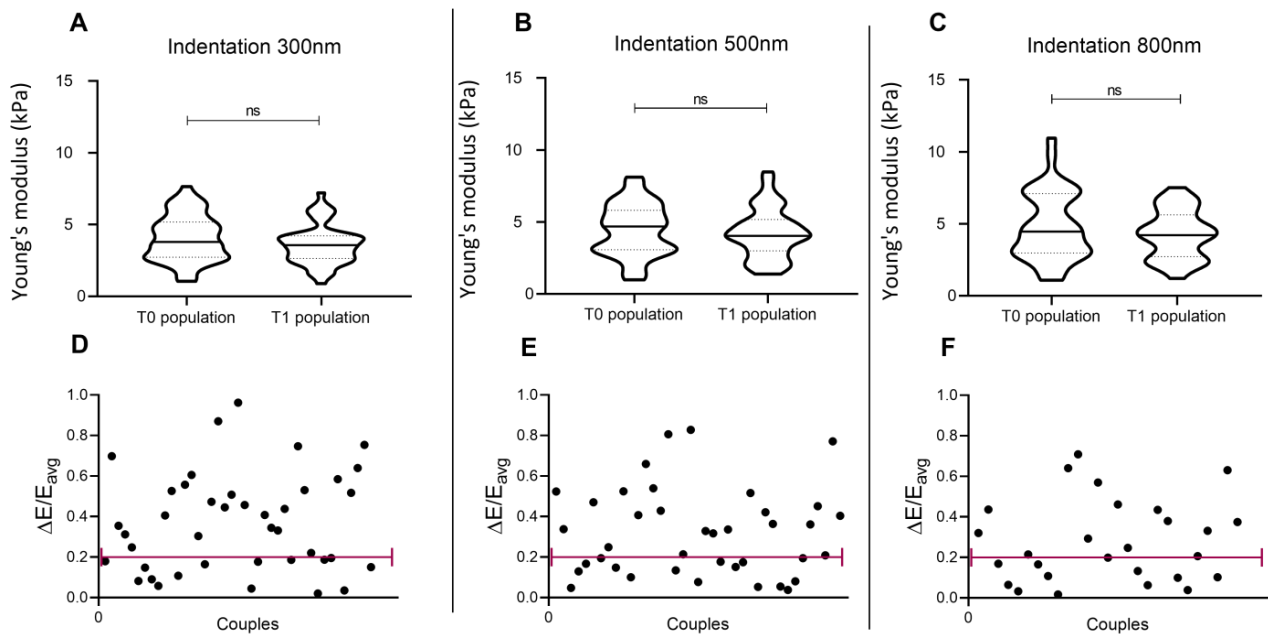 A
Indentation 300nm
Young's modulus (kPa)
15
10
5
0
ns
T0 population
T1 population
B
Indentation 500nm
Young's modulus (kPa)
15
10
5
0
ns
T0 population
T1 population
C
Indentation 800nm
Young's modulus (kPa)
15
10
5
0
ns
T0 population
T1 population
D
ΔE/Eavg
1.0
0.8
0.6
0.4
0.2
0.0
0
Couples
E
ΔE/Eavg
1.0
0.8
0.6
0.4
0.2
0.0
0
Couples
F
ΔE/Eavg
1.0
0.8
0.6
0.4
0.2
0.0
0
Couples